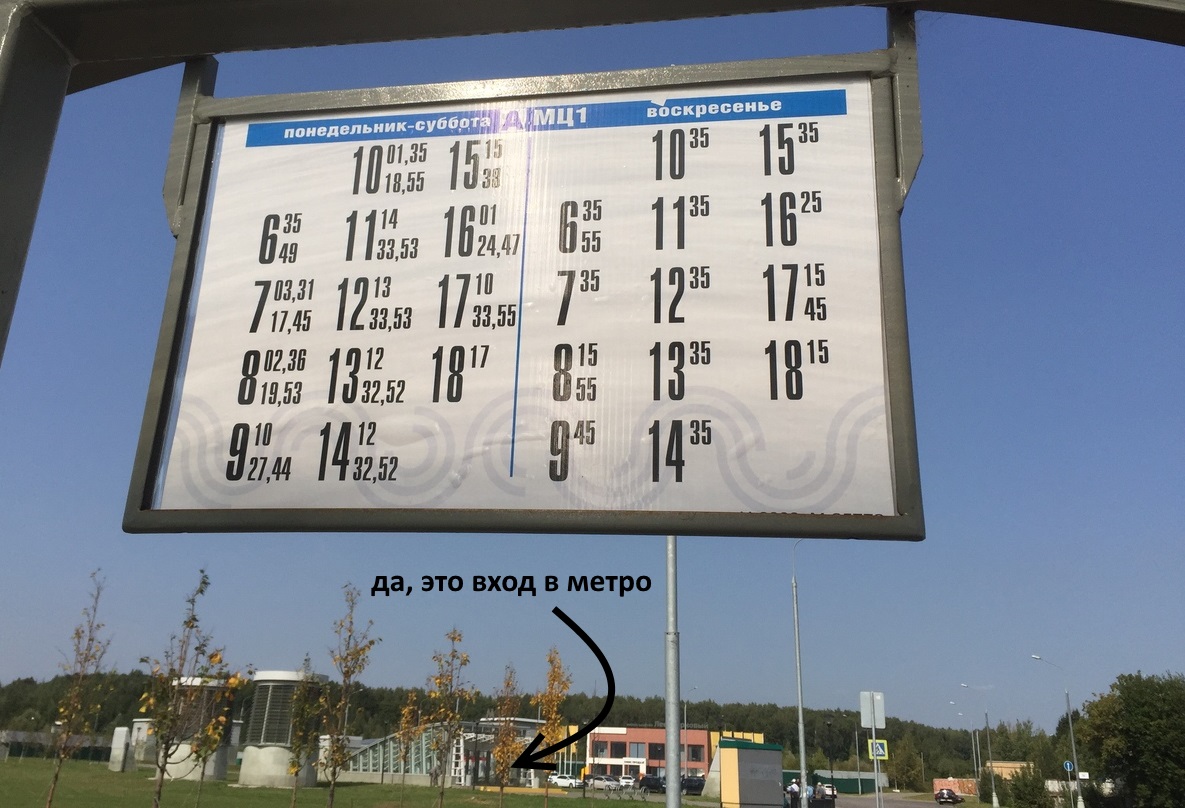 понедельник-суббота МЦ1 воскресенье
10 01,35 18,55 15 15 38 10 35 15 35
6 35 49 11 14 33,53 16 01 24,47 6 35 55 11 35 16 25
7 03,31 17,45 12 13 33,53 17 10 33,55 7 35 12 35 17 15 45
8 02,36 19,53 13 12 32,52 18 17 8 15 55 13 35 18 15
9 10 27,44 14 12 32,52 9 45 14 35
да, это вход в метро